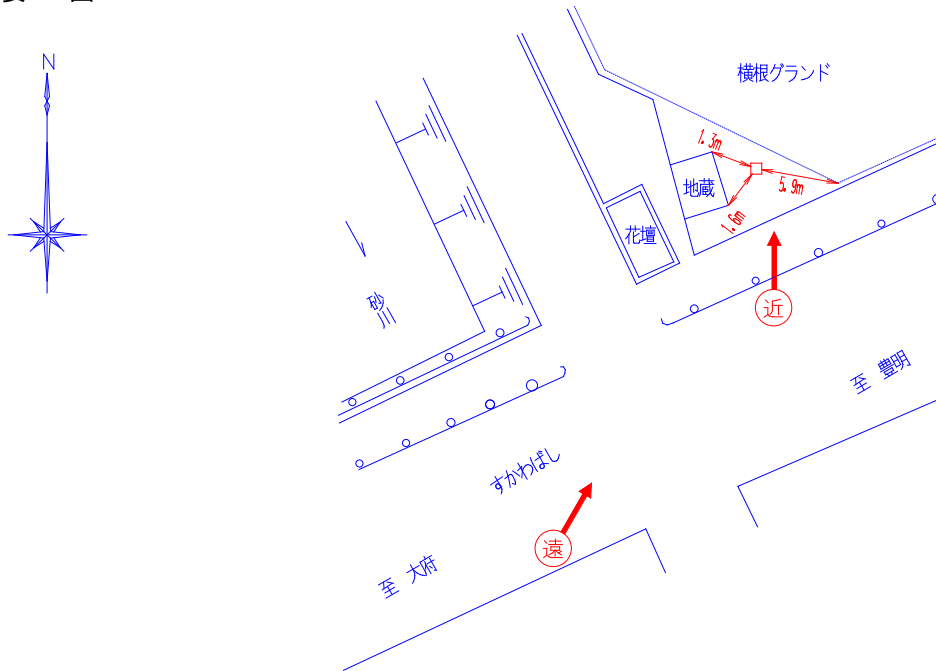 N
横根グランド
1.3m
地蔵
5.9m
1.6m
花壇
近
砂川
至 豊明
すかわばし
遠
至 大府